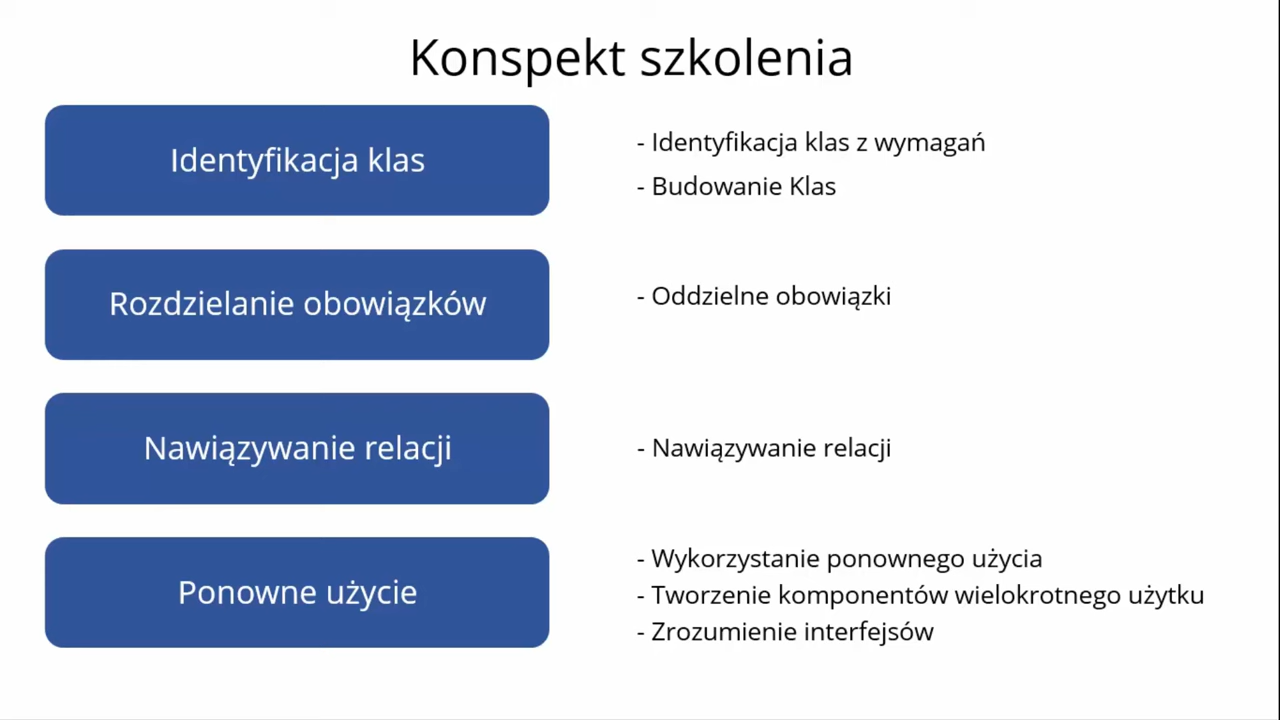 Konspekt szkolenia
Identyfikacja klas
- Identyfikacja klas z wymagań
- Budowanie Klas
Rozdzielanie obowiązków
- Oddzielne obowiązki
Nawiązywanie relacji
- Nawiązywanie relacji
Ponowne użycie
- Wykorzystanie ponownego użycia
- Tworzenie komponentów wielokrotnego użytku
- Zrozumienie interfejsów